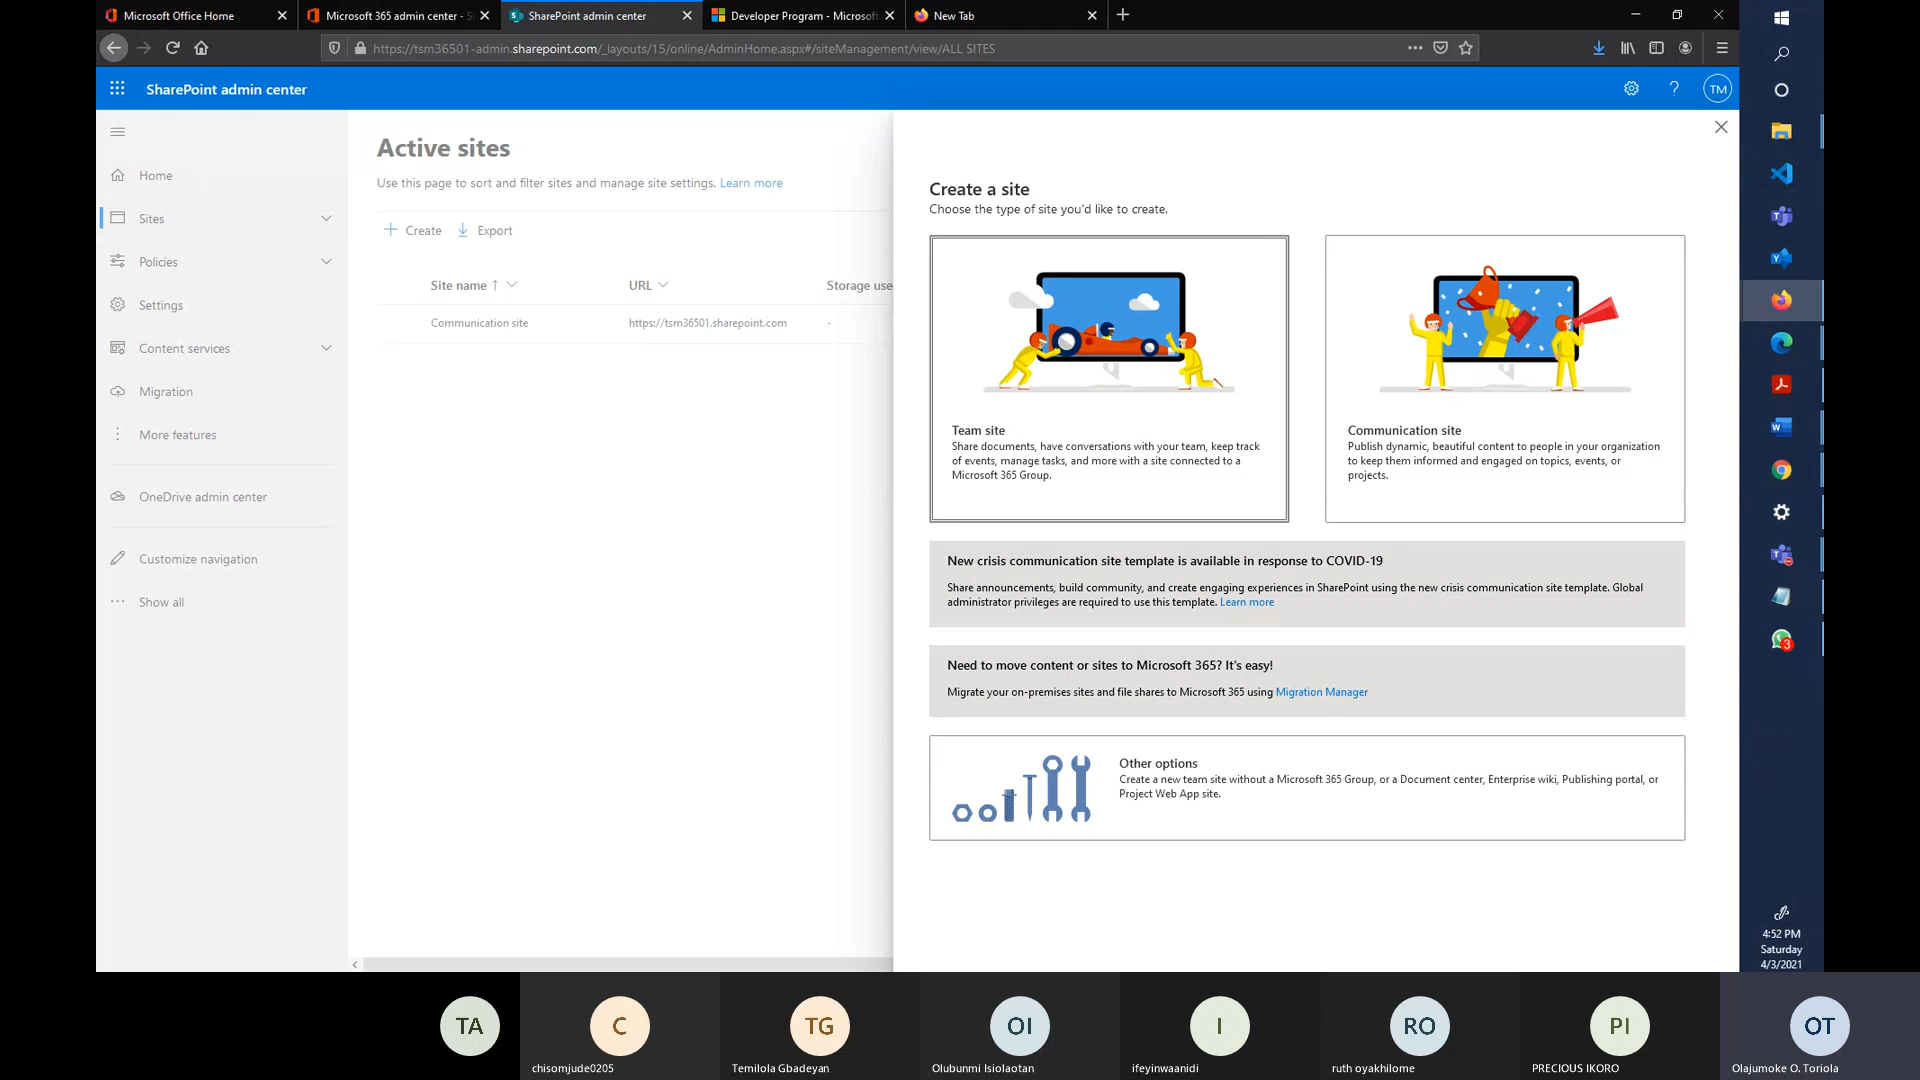 Microsoft Office Home
Microsoft 365 admin center - S
SharePoint admin center
Developer Program - Microsoft
New Tab
https://tsm36501-admin.sharepoint.com/_layouts/15/online/AdminHome.aspx#/siteManagement/view/ALL SITES
SharePoint admin center
?
TM
Home
Sites
Policies
Settings
Content services
Migration
More features
OneDrive admin center
Customize navigation
Show all
Active sites
Use this page to sort and filter sites and manage site settings. Learn more
Create
Export
Site name
URL
Storage use
Communication site
https://tsm36501.sharepoint.com
-
Create a site
Choose the type of site you'd like to create.
Team site
Share documents, have conversations with your team, keep track
of events, manage tasks, and more with a site connected to a
Microsoft 365 Group.
Communication site
Publish dynamic, beautiful content to people in your organization
to keep them informed and engaged on topics, events, or
projects.
New crisis communication site template is available in response to COVID-19
Share announcements, build community, and create engaging experiences in SharePoint using the new crisis communication site template. Global
administrator privileges are required to use this template. Learn more
Need to move content or sites to Microsoft 365? It's easy!
Migrate your on-premises sites and file shares to Microsoft 365 using Migration Manager
Other options
Create a new team site without a Microsoft 365 Group, or a Document center, Enterprise wiki, Publishing portal, or
Project Web App site.
3
4:52 PM
Saturday
4/3/2021
TA
C
chisomjude0205
TG
Temilola Gbadeyan
OI
Olubunmi Isiolaotan
I
ifeyinwaanidi
RO
ruth oyakhilome
PI
PRECIOUS IKORO
OT
Olajumoke O. Toriola